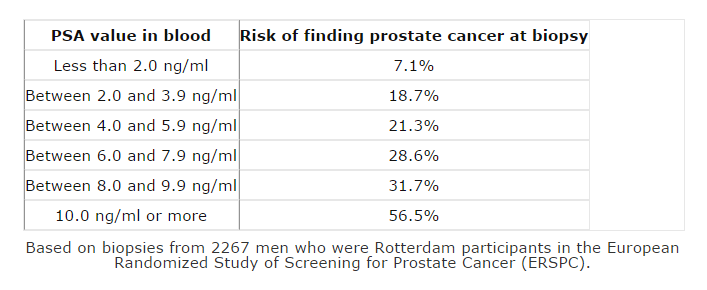 PSA value in blood Risk of finding prostate cancer at biopsy
Less than 2.0 ng/ml 7.1%
Between 2.0 and 3.9 ng/ml 18.7%
Between 4.0 and 5.9 ng/ml 21.3%
Between 6.0 and 7.9 ng/ml 28.6%
Between 8.0 and 9.9 ng/ml 31.7%
10.0 ng/ml or more 56.5%
Based on biopsies from 2267 men who were Rotterdam participants in the European
Randomized Study of Screening for Prostate Cancer (ERSPC).